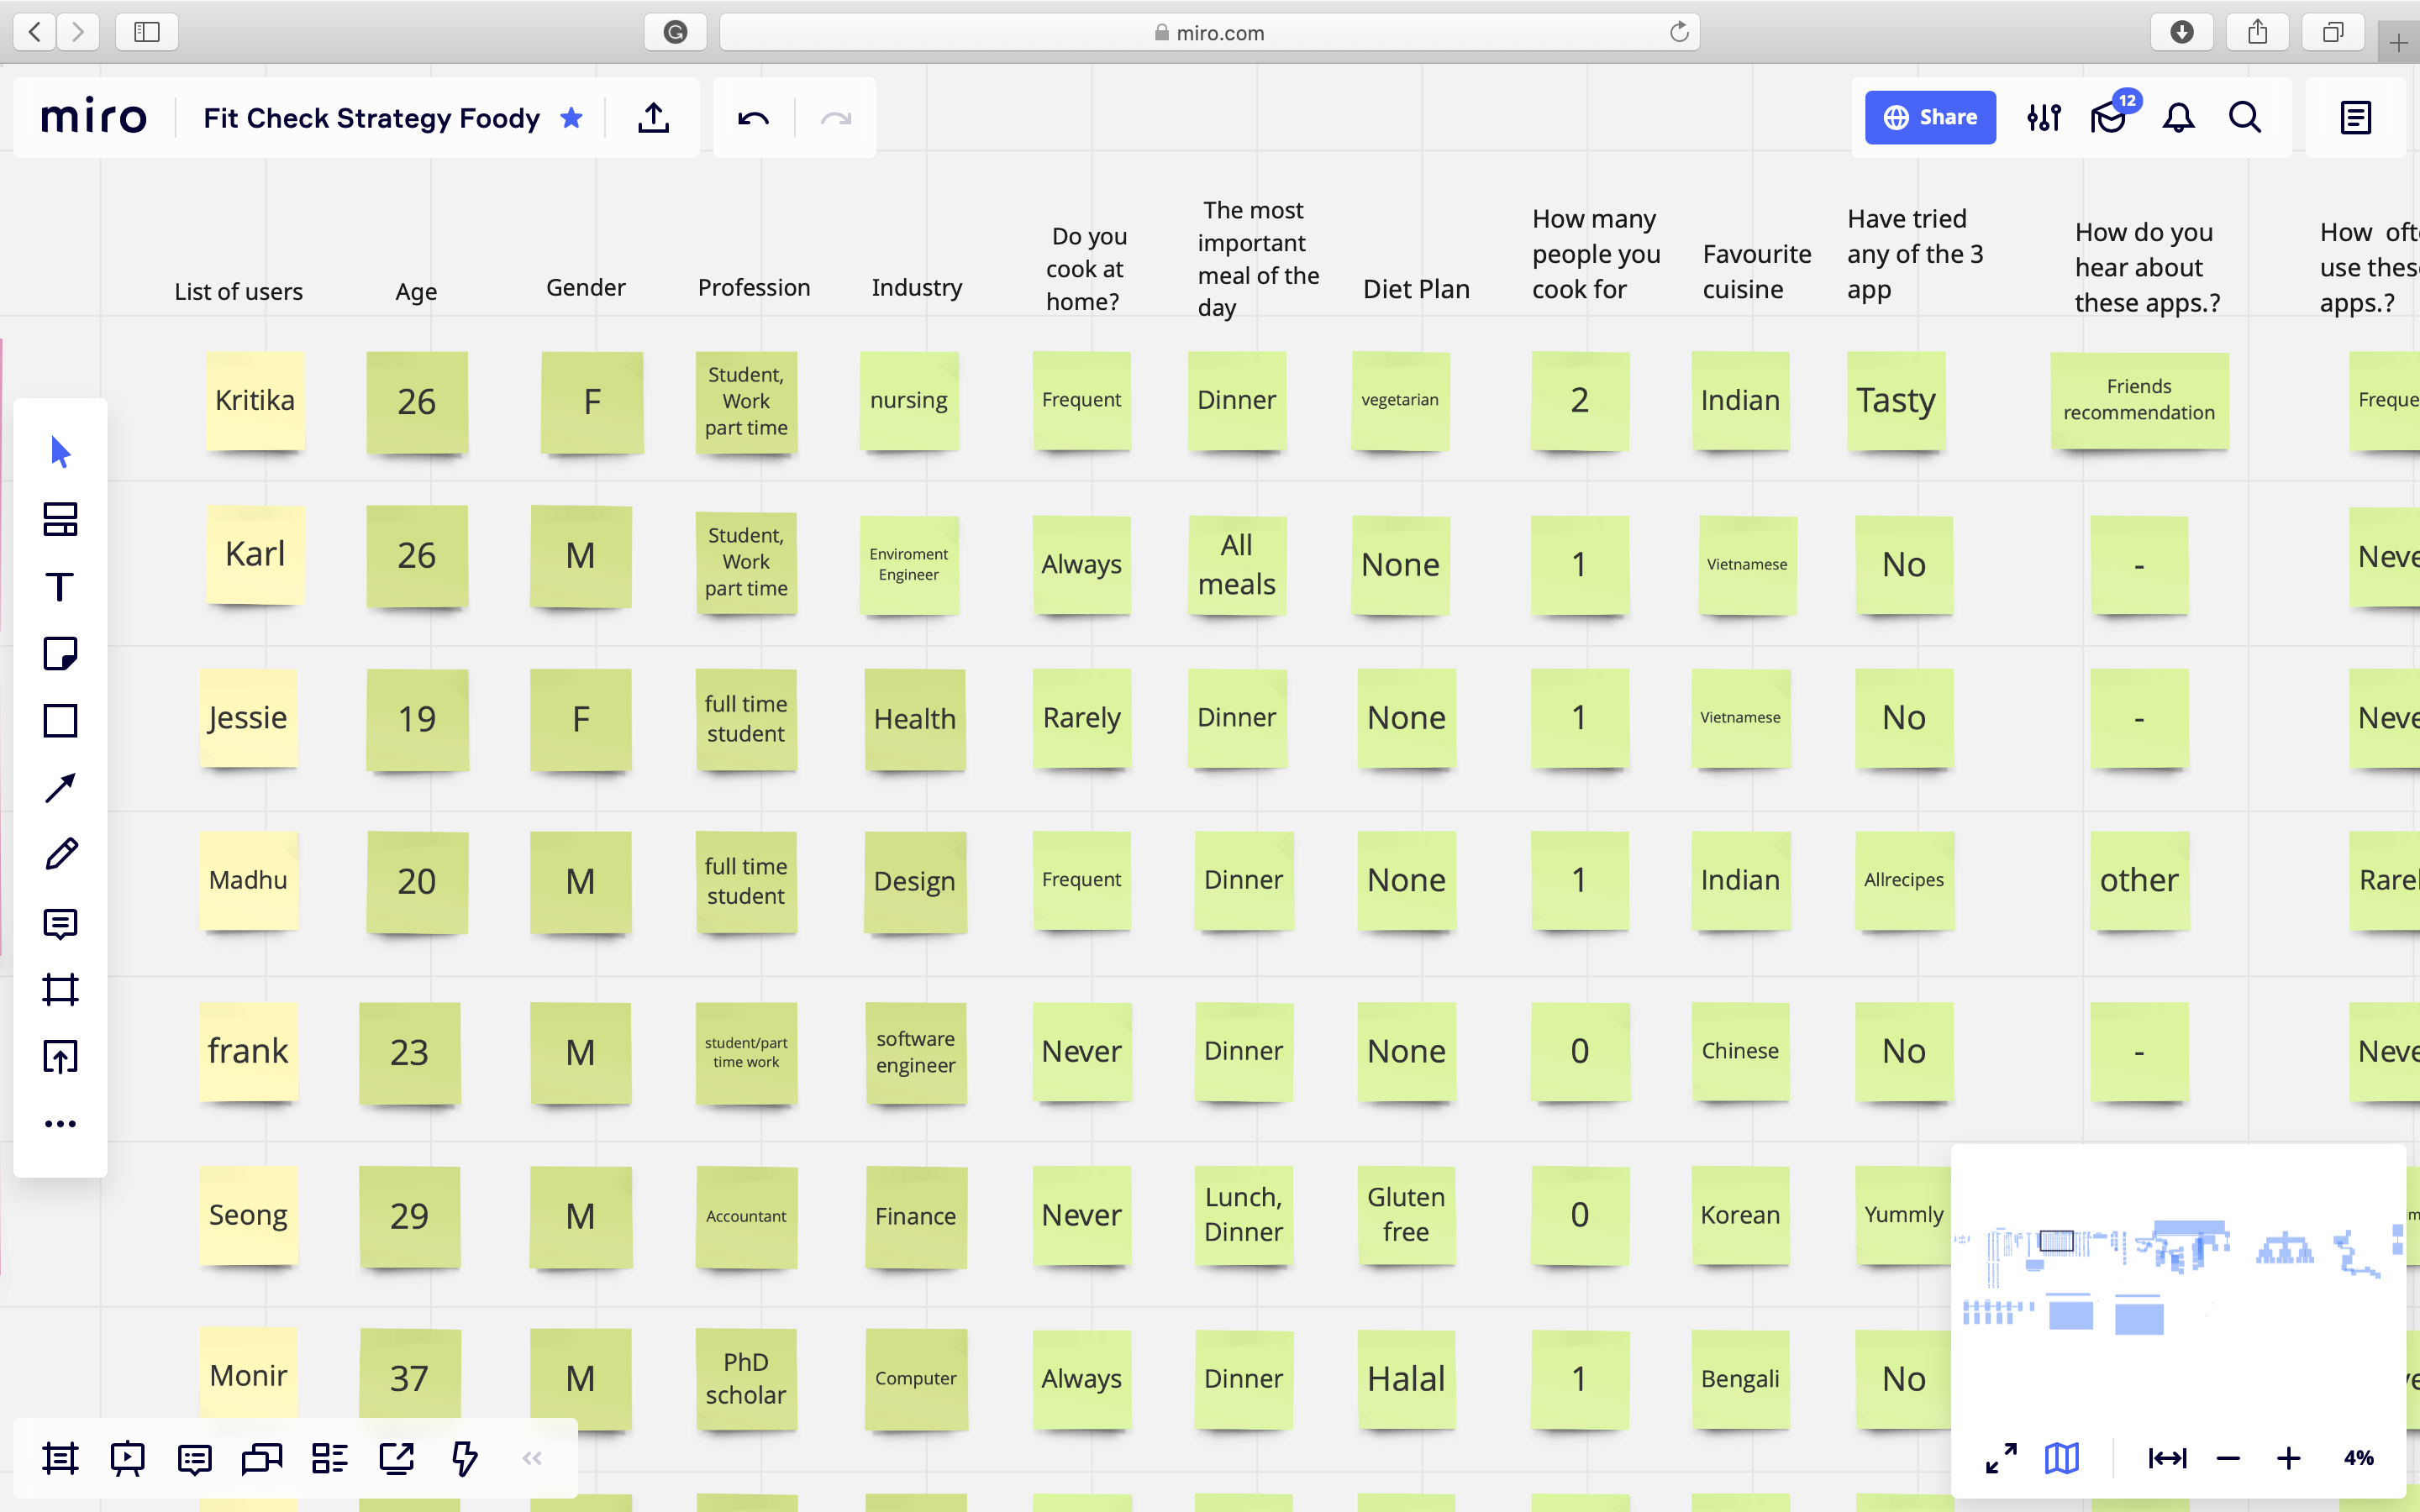 miro.com
miro
Fit Check Strategy Foody
Share
12
List of users
Age
Gender
Profession
Industry
Do you
cook at
home?
The most
important
meal of the
day
Diet Plan
How many
people you
cook for
Favourite
cuisine
Have tried
any of the 3
app
How do you
hear about
these apps.?
How oft
use thes
apps.?
Kritika
26
F
Student,
Work
part time
nursing
Frequent
Dinner
vegetarian
2
Indian
Tasty
Friends
recommendation
Freque
Karl
26
M
Student,
Work
part time
Enviroment
Engineer
Always
All
meals
None
1
Vietnamese
No
-
Neve
Jessie
19
F
full time
student
Health
Rarely
Dinner
None
1
Vietnamese
No
-
Neve
Madhu
20
M
full time
student
Design
Frequent
Dinner
None
1
Indian
Allrecipes
other
Rarel
frank
23
M
student/part
time work
software
engineer
Never
Dinner
None
0
Chinese
No
-
Neve
Seong
29
M
Accountant
Finance
Never
Lunch,
Dinner
Gluten
free
0
Korean
Yummly
Monir
37
M
PhD
scholar
Computer
Always
Dinner
Halal
1
Bengali
No
4%